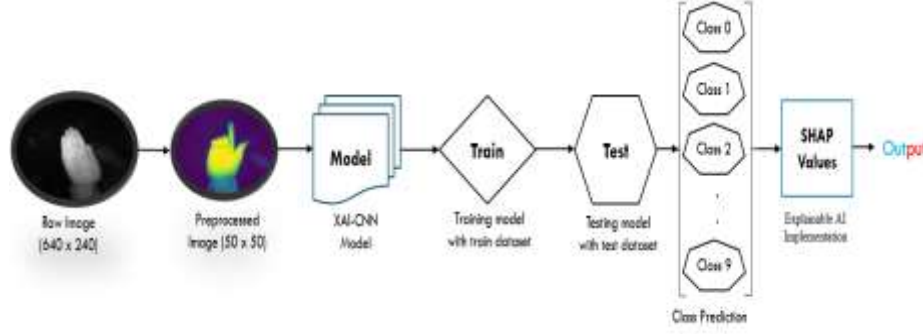 Raw Image
(640 x 240)
Preprocessed
Image (50 x 50)
Model
XAI-CNN
Model
Train
Training model
with train dataset
Test
Testing model
with test dataset
Class 0
Class 1
Class 2
.
.
Class 9
Class Prediction
SHAP
Values
Explainable AI
Implementation
Output